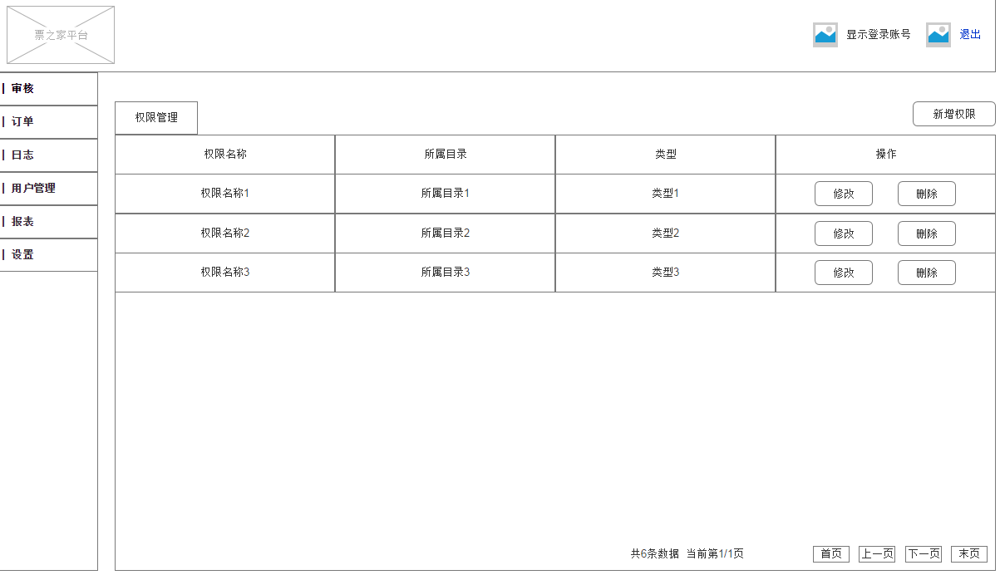 票之家平台
显示登录账号 退出
审核
订单
日志
用户管理
报表
设置
权限管理 新增权限
权限名称 所属目录 类型 操作
权限名称1 所属目录1 类型1 修改 删除
权限名称2 所属目录2 类型2 修改 删除
权限名称3 所属目录3 类型3 修改 删除
共6条数据 当前第1/1页 首页 上一页 下一页 末页